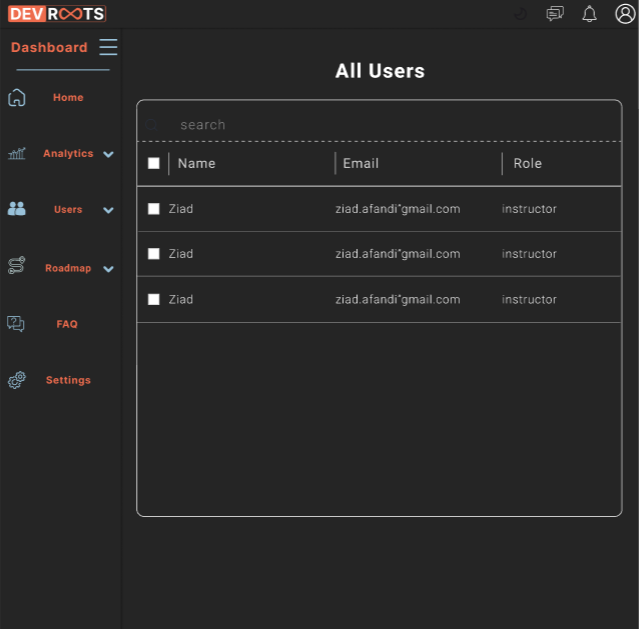 DEV ROOTS
Dashboard
Home
Analytics
Users
Roadmap
FAQ
Settings
All Users
search
Name Email Role
Ziad ziad.afandi"gmail.com instructor
Ziad ziad.afandi"gmail.com instructor
Ziad ziad.afandi"gmail.com instructor